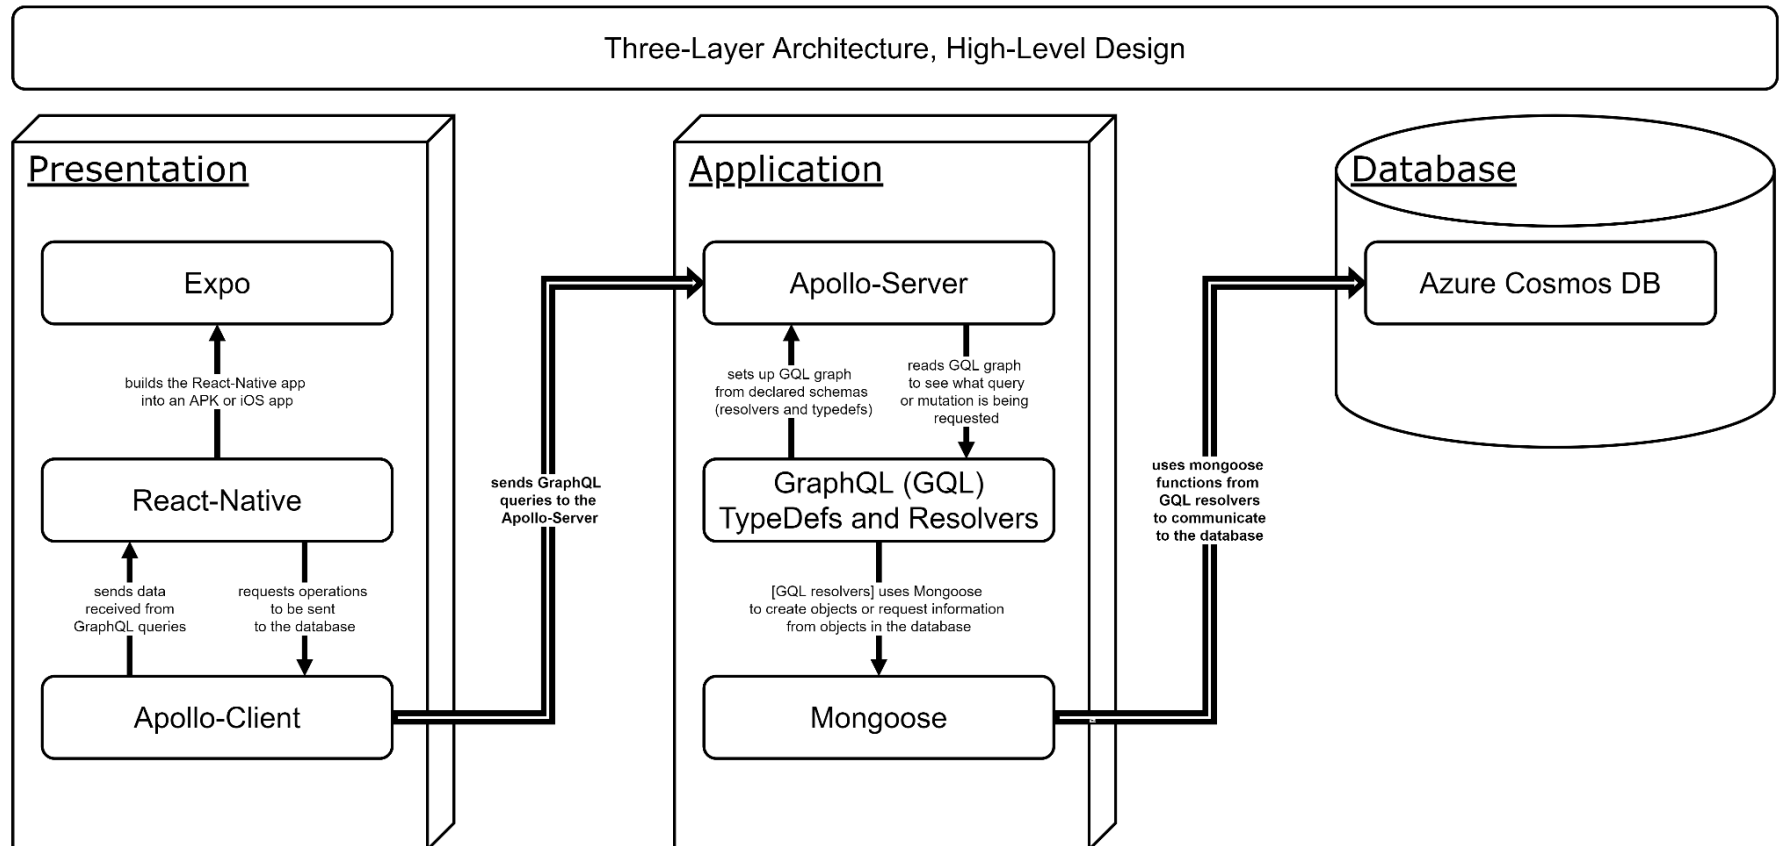 Three-Layer Architecture, High-Level Design
Presentation
Expo
builds the React-Native app
into an APK or iOS app
React-Native
sends data
received from
GraphQL queries
requests operations
to be sent
to the database
Apollo-Client
sends GraphQL
queries to the
Apollo-Server
Application
Apollo-Server
sets up GQL graph
from declared schemas
(resolvers and typedefs)
reads GQL graph
to see what query
or mutation is being
requested
GraphQL (GQL)
TypeDefs and Resolvers
[GQL resolvers] uses Mongoose
to create objects or request information
from objects in the database
Mongoose
uses mongoose
functions from
GQL resolvers
to communicate
to the database
Database
Azure Cosmos DB